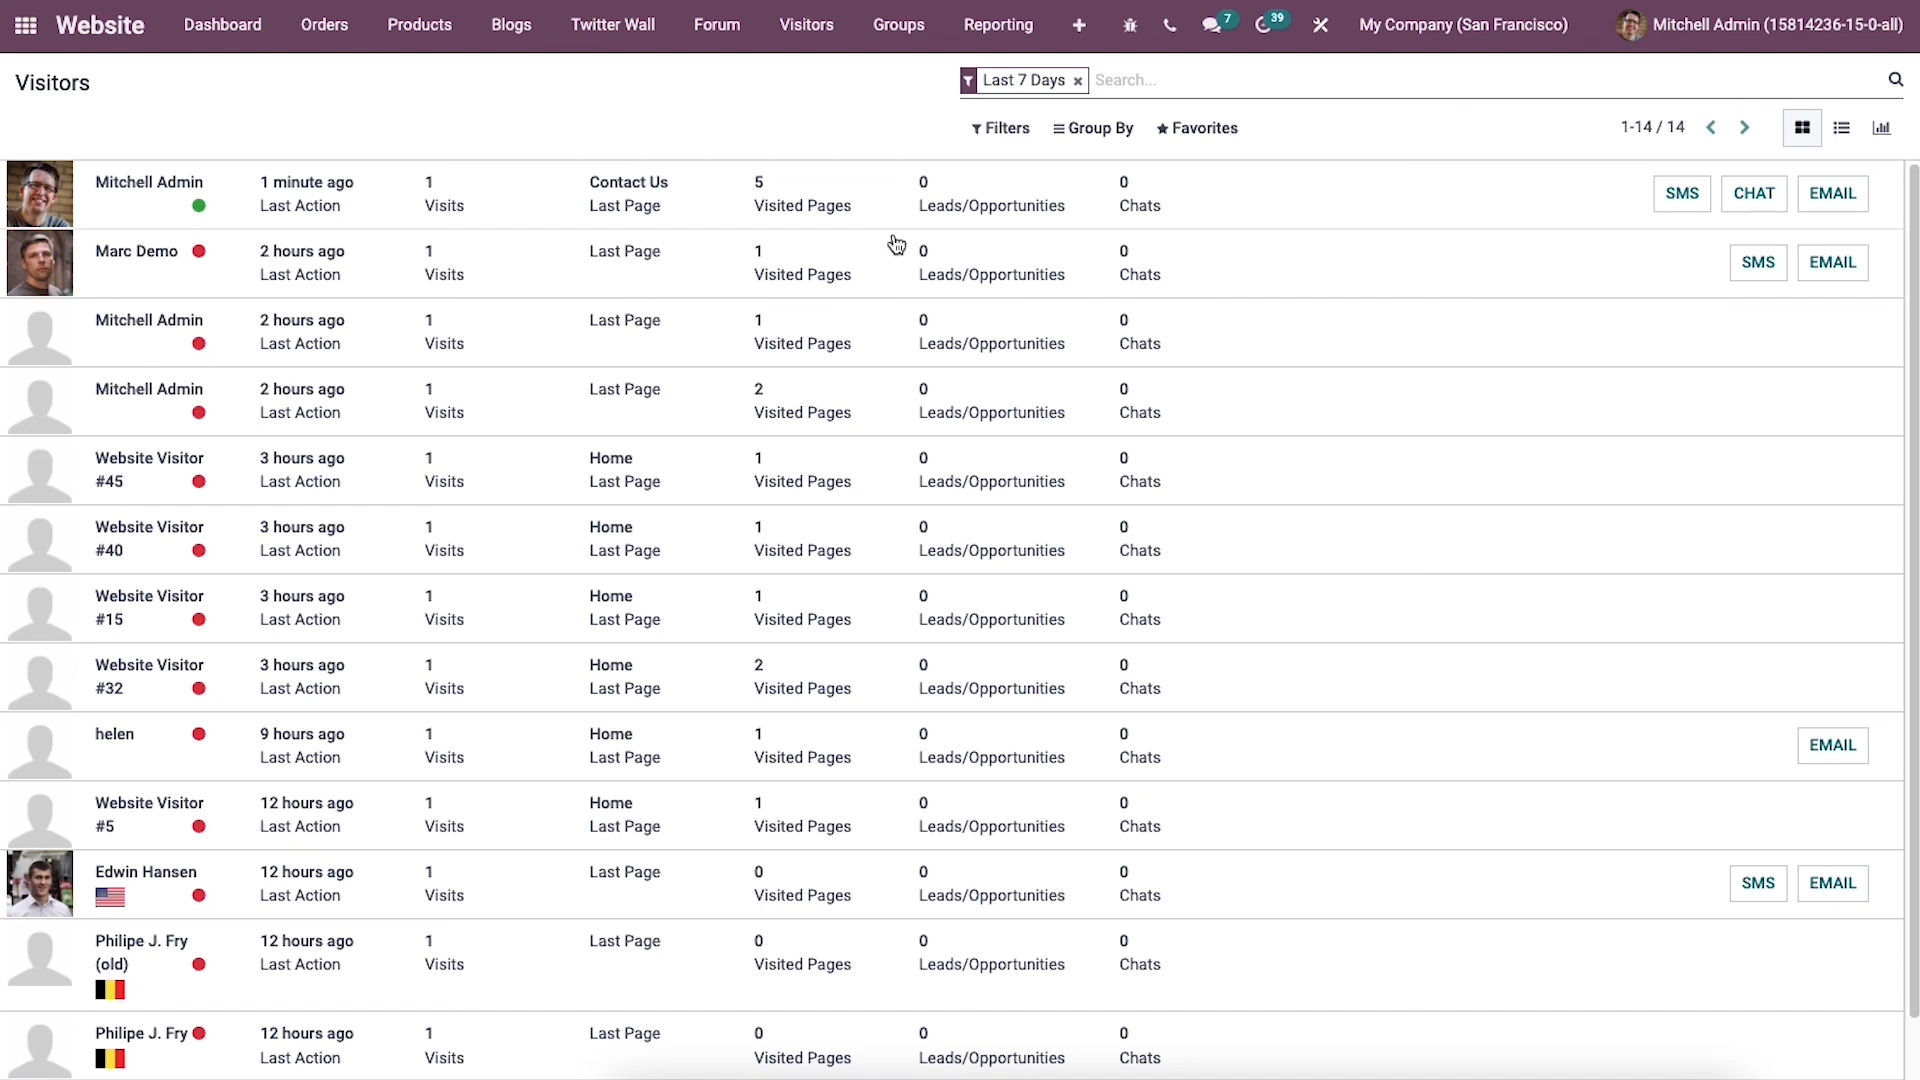 Website Dashboard Orders Products Blogs Twitter Wall Forum Visitors Groups Reporting + 7 39 My Company (San Francisco) Mitchell Admin (15814236-15-0-all)
Visitors Last 7 Days × Search...
Filters Group By Favorites 1-14 / 14
Mitchell Admin 1 minute ago 1 Contact Us 5 0 0
Last Action Visits Last Page Visited Pages Leads/Opportunities Chats SMS CHAT EMAIL
Marc Demo 2 hours ago 1 Last Page 1 0 0
Last Action Visits Visited Pages Leads/Opportunities Chats SMS EMAIL
Mitchell Admin 2 hours ago 1 Last Page 1 0 0
Last Action Visits Visited Pages Leads/Opportunities Chats
Mitchell Admin 2 hours ago 1 Last Page 2 0 0
Last Action Visits Visited Pages Leads/Opportunities Chats
Website Visitor 3 hours ago 1 Home 1 0 0
#45 Last Action Visits Last Page Visited Pages Leads/Opportunities Chats
Website Visitor 3 hours ago 1 Home 1 0 0
#40 Last Action Visits Last Page Visited Pages Leads/Opportunities Chats
Website Visitor 3 hours ago 1 Home 1 0 0
#15 Last Action Visits Last Page Visited Pages Leads/Opportunities Chats
Website Visitor 3 hours ago 1 Home 2 0 0
#32 Last Action Visits Last Page Visited Pages Leads/Opportunities Chats
helen 9 hours ago 1 Home 1 0 0
Last Action Visits Last Page Visited Pages Leads/Opportunities Chats EMAIL
Website Visitor 12 hours ago 1 Home 1 0 0
#5 Last Action Visits Last Page Visited Pages Leads/Opportunities Chats
Edwin Hansen 12 hours ago 1 Last Page 0 0 0
Last Action Visits Visited Pages Leads/Opportunities Chats SMS EMAIL
Philipe J. Fry 12 hours ago 1 Last Page 0 0 0
(old) Last Action Visits Visited Pages Leads/Opportunities Chats
Philipe J. Fry 12 hours ago 1 Last Page 0 0 0
Last Action Visits Visited Pages Leads/Opportunities Chats